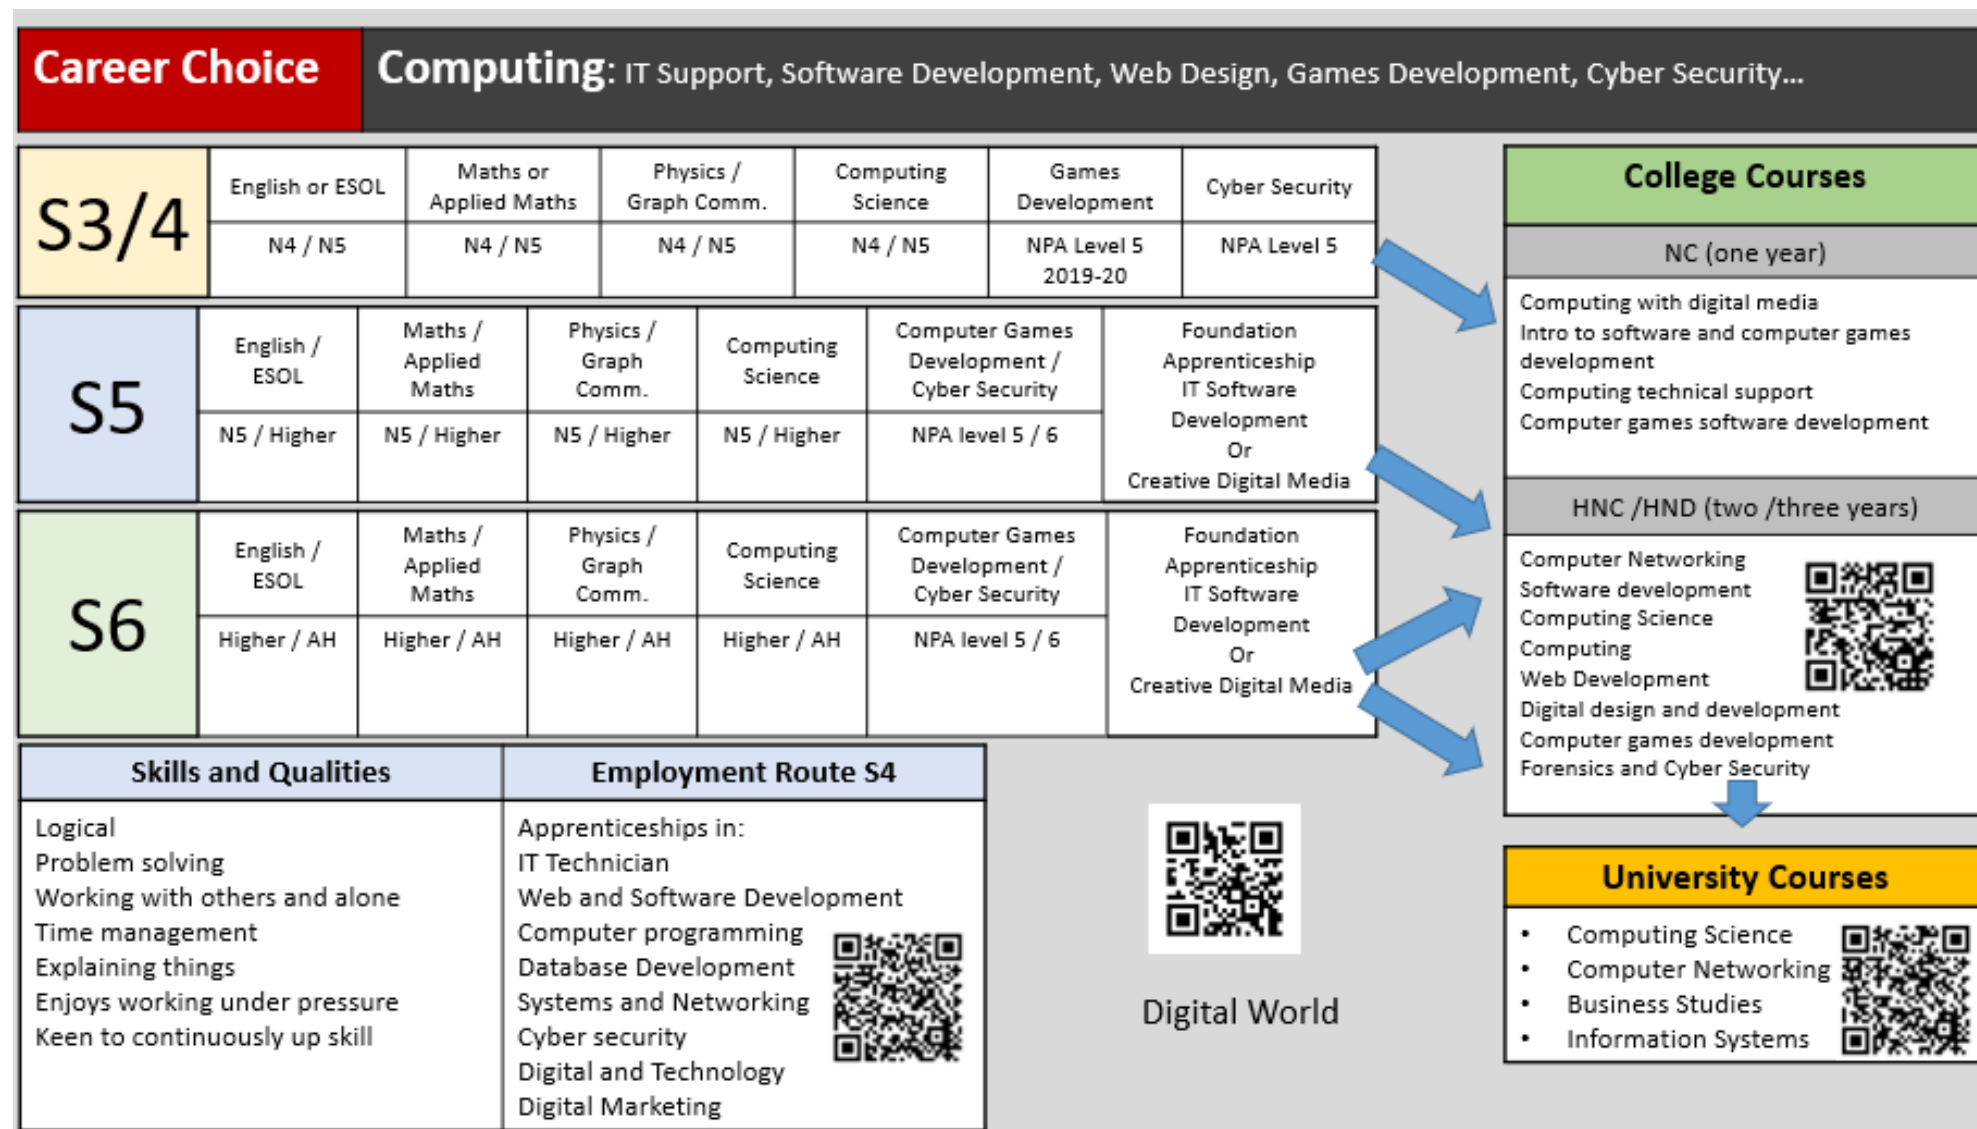 Career Choice
Computing: IT Support, Software Development, Web Design, Games Development, Cyber Security...
S3/4
English or ESOL
N4 / N5
Maths or
Applied Maths
N4 / N5
Physics /
Graph Comm.
N4 / N5
Computing
Science
N4 / N5
Games
Development
NPA Level 5
2019-20
Cyber Security
NPA Level 5
S5
English /
ESOL
N5 / Higher
Maths /
Applied
Maths
N5 / Higher
Physics /
Graph
Comm.
N5 / Higher
Computing
Science
N5 / Higher
Computer Games
Development /
Cyber Security
NPA level 5 / 6
Foundation
Apprenticeship
IT Software
Development
Or
Creative Digital Media
S6
English /
ESOL
Higher / AH
Maths /
Applied
Maths
Higher / AH
Physics /
Graph
Comm.
Higher / AH
Computing
Science
Higher / AH
Computer Games
Development /
Cyber Security
NPA level 5 / 6
Foundation
Apprenticeship
IT Software
Development
Or
Creative Digital Media
Skills and Qualities
Logical
Problem solving
Working with others and alone
Time management
Explaining things
Enjoys working under pressure
Keen to continuously up skill
Employment Route S4
Apprenticeships in:
IT Technician
Web and Software Development
Computer programming
Database Development
Systems and Networking
Cyber security
Digital and Technology
Digital Marketing
Digital World
College Courses
NC (one year)
Computing with digital media
Intro to software and computer games
development
Computing technical support
Computer games software development
HNC /HND (two /three years)
Computer Networking
Software development
Computing Science
Computing
Web Development
Digital design and development
Computer games development
Forensics and Cyber Security
University Courses
• Computing Science
• Computer Networking
• Business Studies
• Information Systems